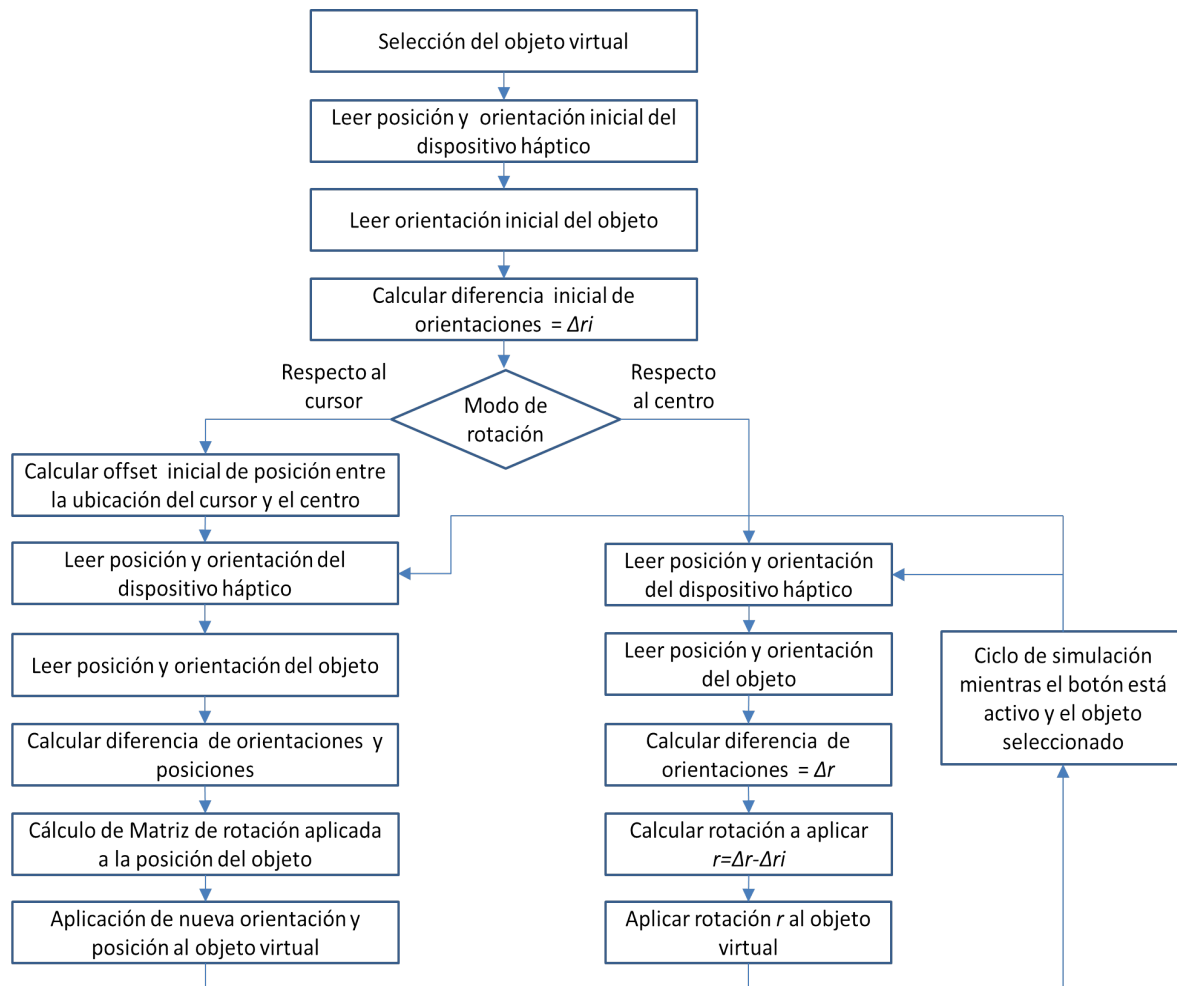 Selección del objeto virtual
Leer posición y orientación inicial del
dispositivo háptico
Leer orientación inicial del objeto
Calcular diferencia inicial de
orientaciones = Δri
Respecto al
cursor
Modo de
rotación
Respecto
al centro
Calcular offset inicial de posición entre
la ubicación del cursor y el centro
Leer posición y orientación del
dispositivo háptico
Leer posición y orientación del objeto
Calcular diferencia de orientaciones y
posiciones
Cálculo de Matriz de rotación aplicada
a la posición del objeto
Aplicación de nueva orientación y
posición al objeto virtual
Leer posición y orientación
del dispositivo háptico
Leer posición y orientación
del objeto
Calcular diferencia de
orientaciones = Δr
Calcular rotación a aplicar
r=Δr-Δri
Aplicar rotación r al objeto
virtual
Ciclo de simulación
mientras el botón está
activo y el objeto
seleccionado